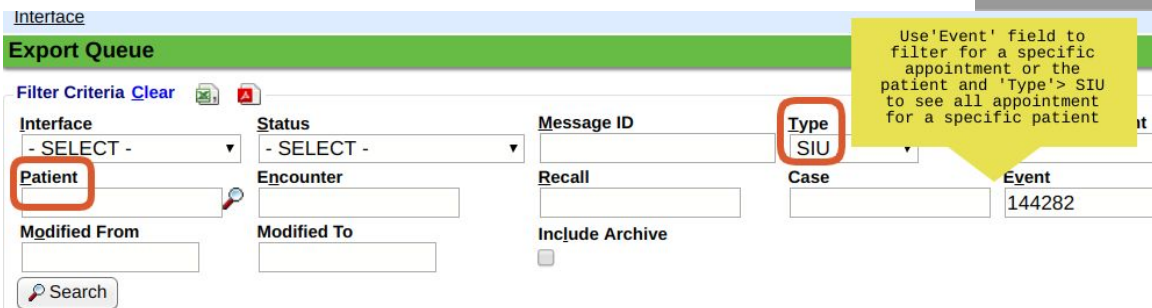 Interface
Export Queue
Use'Event' field to
filter for a specific
appointment or the
patient and 'Type'> SIU
to see all appointment
for a specific patient
Filter Criteria Clear
Interface Status Message ID Type
- SELECT - - SELECT - SIU
Patient Encounter Recall Case Event
144282
Modified From Modified To Include Archive
Search